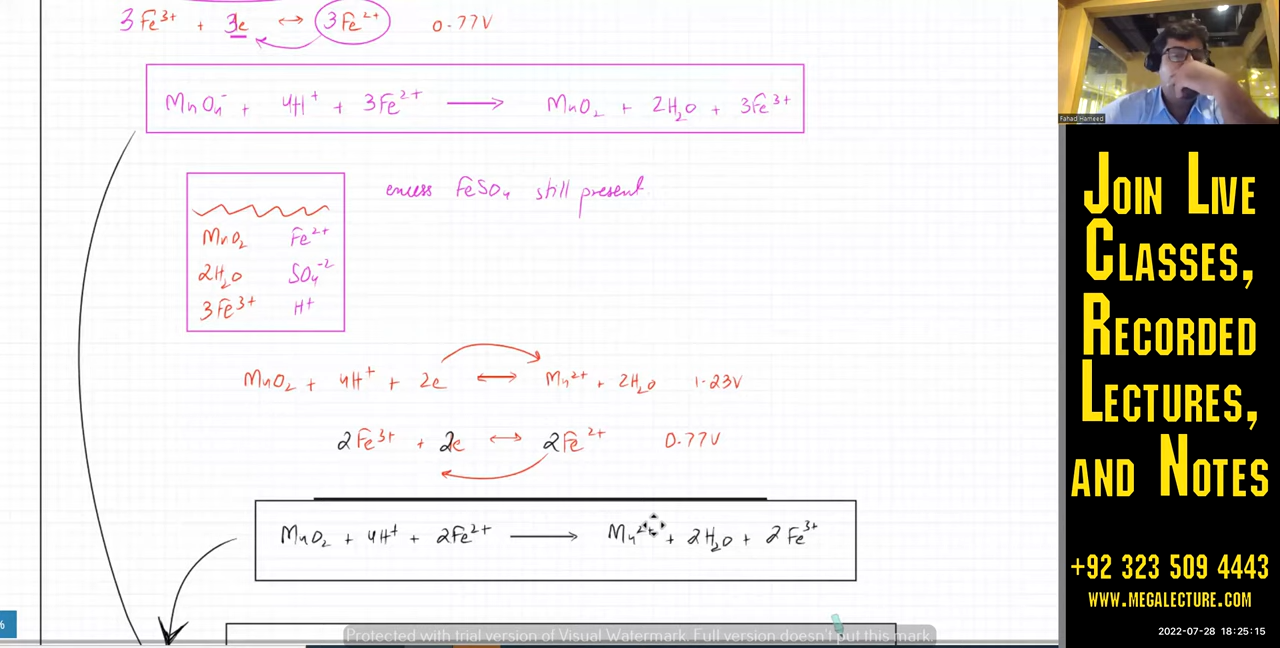 3Fe³⁺ + 3e ↔ 3Fe²⁺ 0.77V
MnO₄⁻ + 4H⁺ + 3Fe²⁺ ⟶ MnO₂ + 2H₂O + 3Fe³⁺
excess FeSO₄ still present
MnO₂ Fe²⁺
2H₂O SO₄⁻²
3Fe³⁺ H⁺
MnO₂ + 4H⁺ + 2e ↔ Mn²⁺ + 2H₂O 1.23V
2Fe³⁺ + 2e ↔ 2Fe²⁺ 0.77V
MnO₂ + 4H⁺ + 2Fe²⁺ ⟶ Mn²⁺ + 2H₂O + 2Fe³⁺
%
Protected with trial version of Visual Watermark. Full version doesn't put this mark.
Fahad Hameed
JOIN LIVE
CLASSES,
RECORDED
LECTURES,
AND NOTES
+92 323 509 4443
WWW.MEGALECTURE.COM
2022-07-28 18:25:15